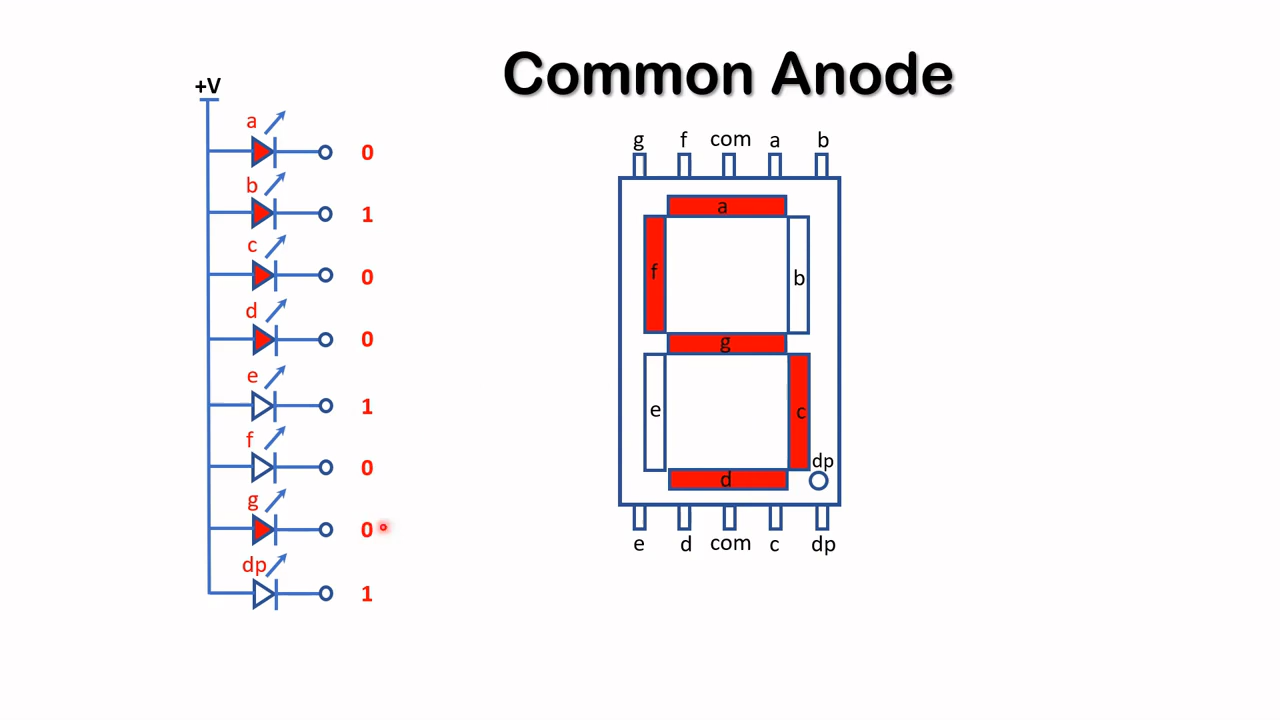 Common Anode
+V
a 0
b 1
c 0
d 0
e 1
f 0
g 0
dp 1
g f com a b
a
f b
g
e c
dp
d
e d com c dp